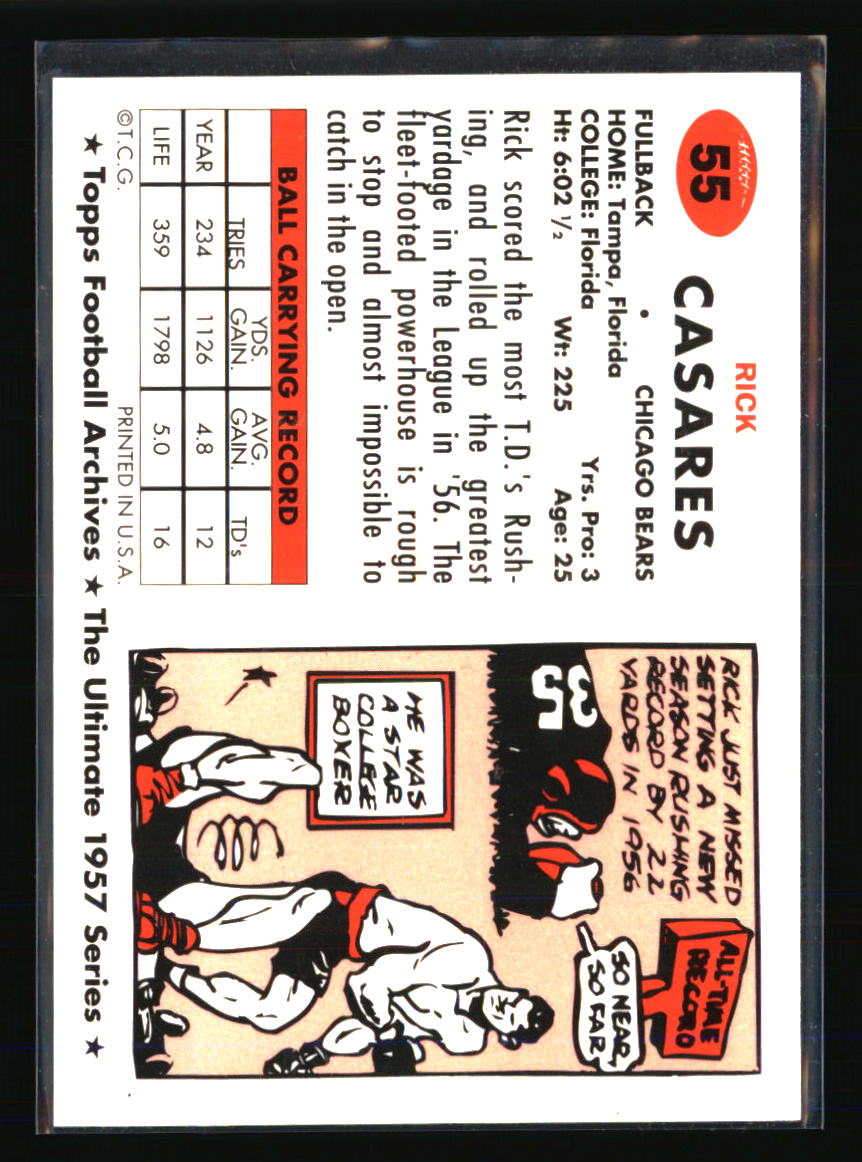 55
RICK
CASARES
FULLBACK • CHICAGO BEARS
HOME: Tampa, Florida
COLLEGE: Florida Yrs. Pro: 3
Ht: 6:02 ½ Wt: 225 Age: 25
Rick scored the most T.D.'s Rush-
ing, and rolled up the greatest
yardage in the League in '56. The
fleet-footed powerhouse is rough
to stop and almost impossible to
catch in the open.
BALL CARRYING RECORD
TRIES YDS. GAIN. AVG. GAIN. TD's
YEAR 234 1126 4.8 12
LIFE 359 1798 5.0 16
©T.C.G. PRINTED IN U.S.A.
★ Topps Football Archives ★ The Ultimate 1957 Series ★
RICK JUST MISSED
SETTING A NEW
SEASON RUSHING
RECORD BY 22
YARDS IN 1956
ALL-TIME
RECORD
SO NEAR,
SO FAR
35
HE WAS
A STAR
COLLEGE
BOXER